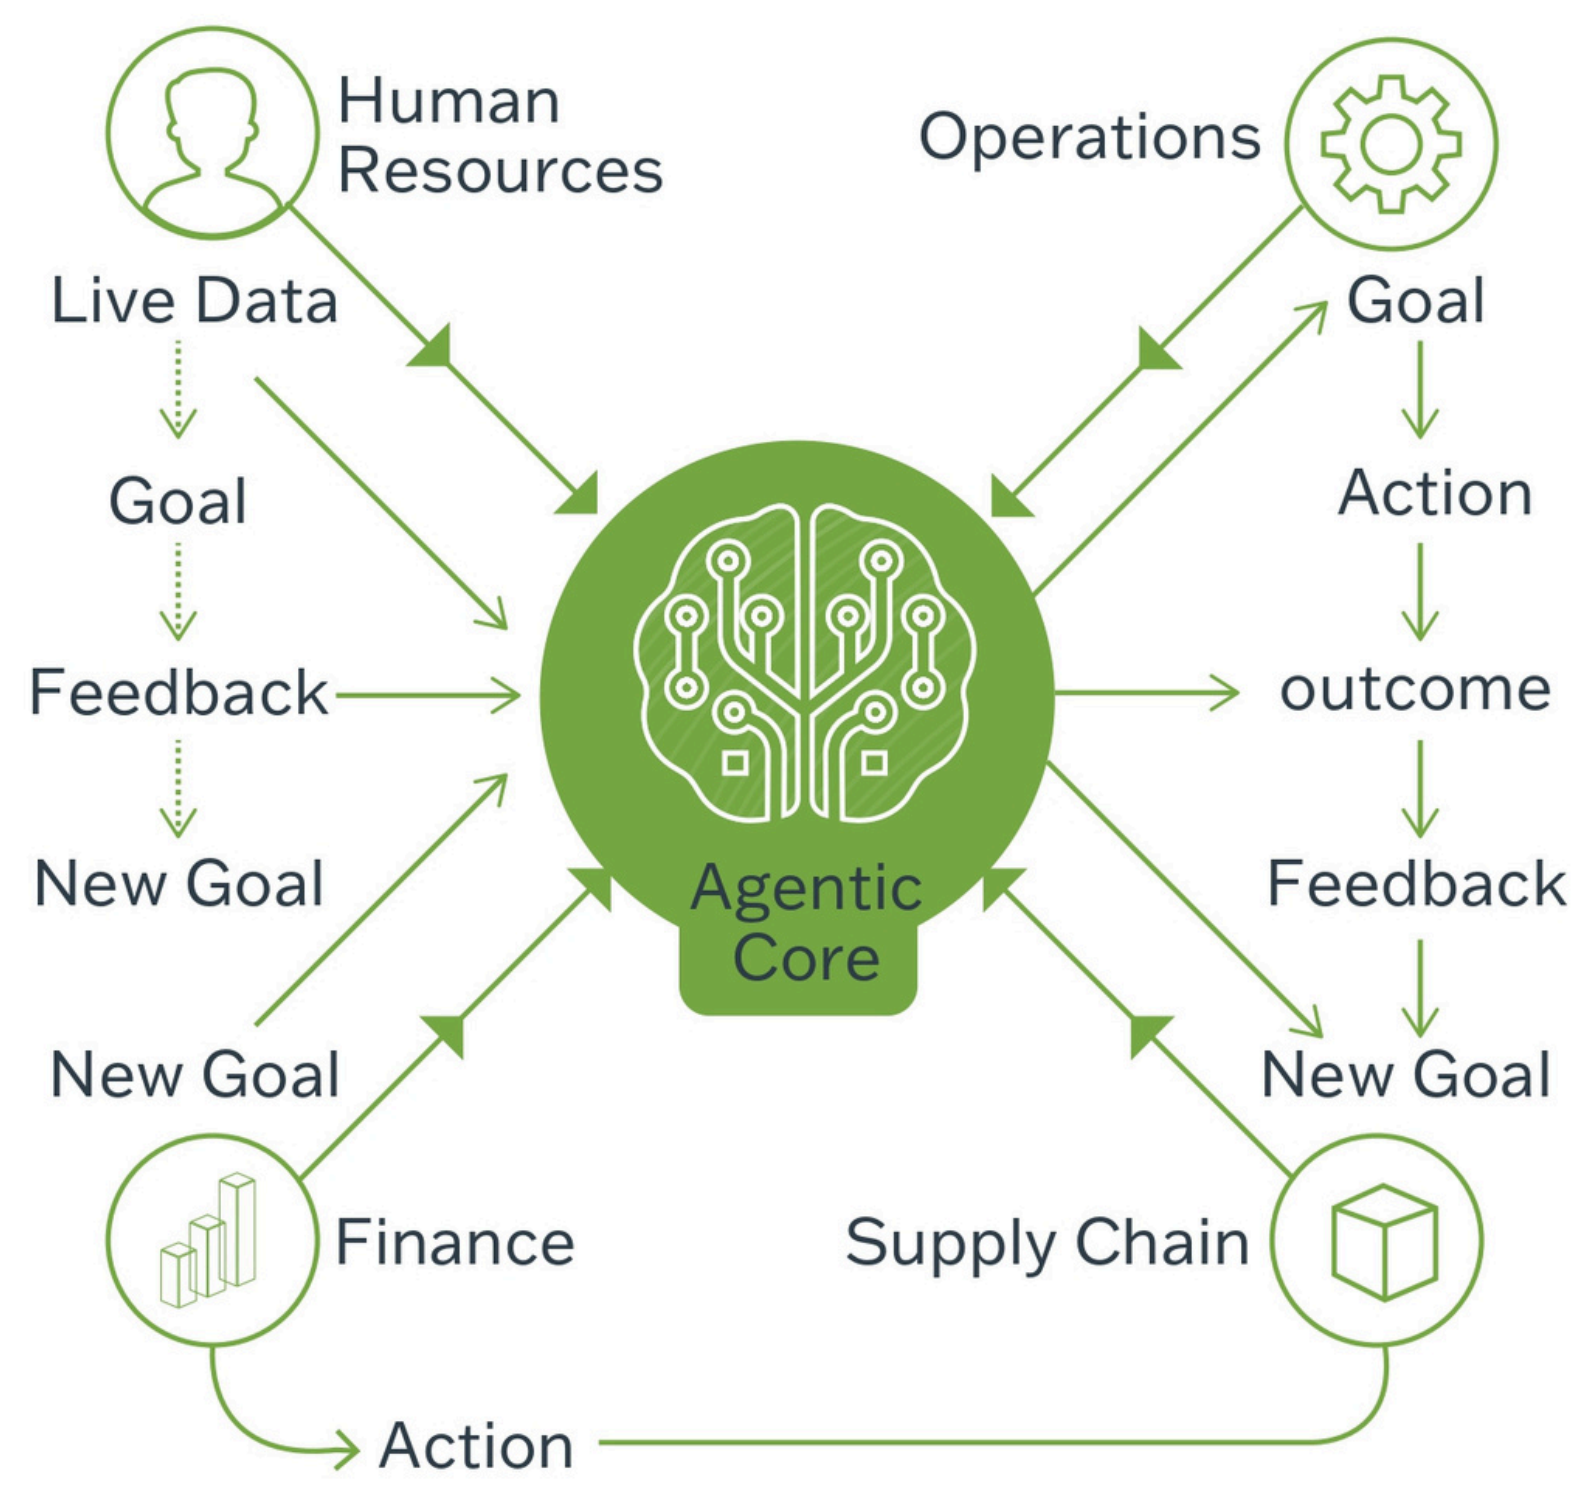 Human
Resources
Operations
Live Data
Goal
Goal
Action
Feedback
outcome
New Goal
Feedback
Agentic
Core
New Goal
New Goal
Finance
Supply Chain
Action